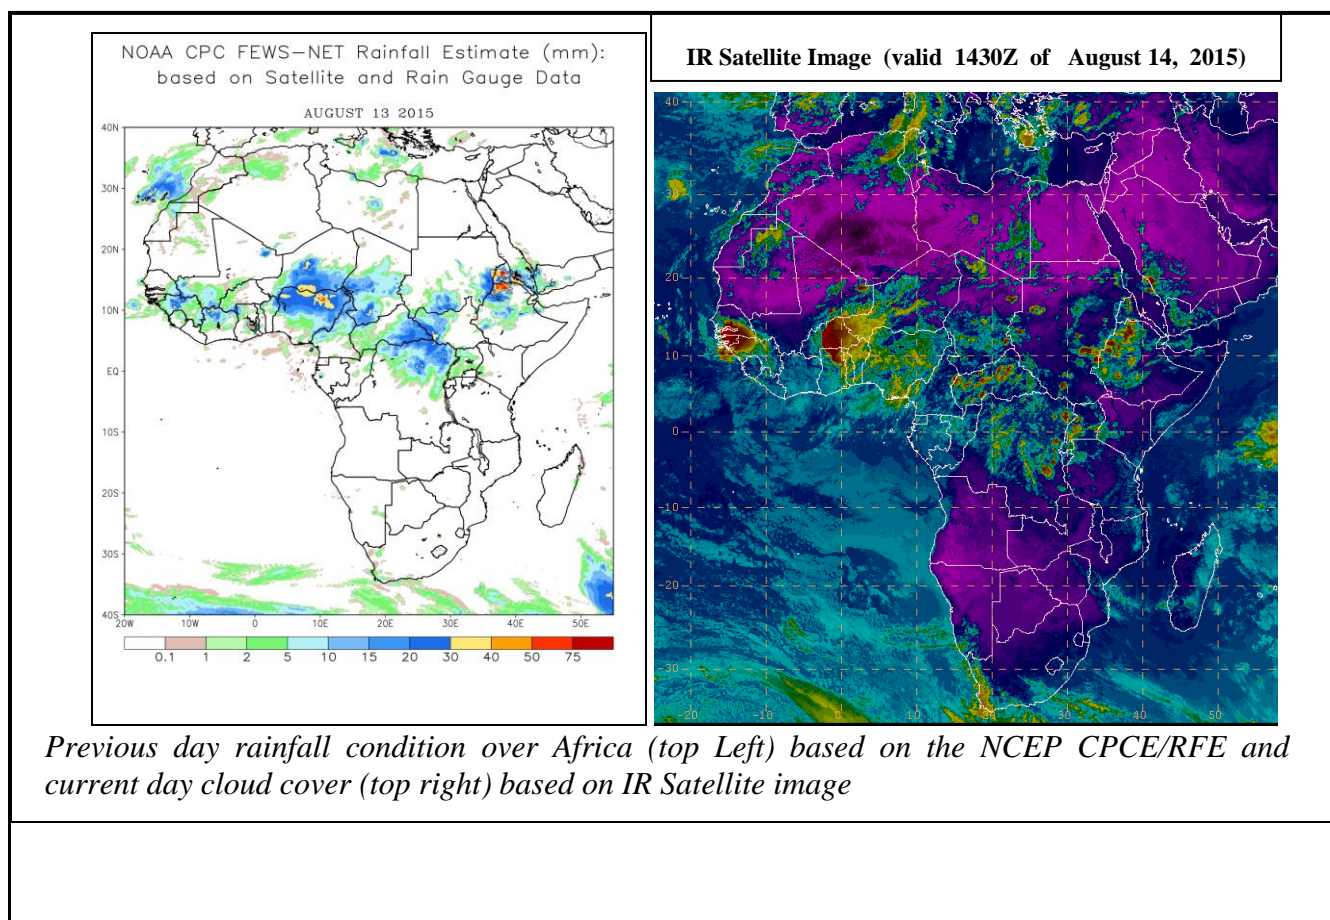 NOAA CPC FEWS-NET Rainfall Estimate (mm):
based on Satellite and Rain Gauge Data
AUGUST 13 2015
40N
30N
20N
10N
EQ
10S
20S
30S
40S
20W 10W 0 10E 20E 30E 40E 50E
0.1 1 2 5 10 15 20 30 40 50 75
IR Satellite Image (valid 1430Z of August 14, 2015)
40
20
10
0
-10
-20
-30
-20 -10 0 10 20 30 40 50
Previous day rainfall condition over Africa (top Left) based on the NCEP CPCE/RFE and
current day cloud cover (top right) based on IR Satellite image